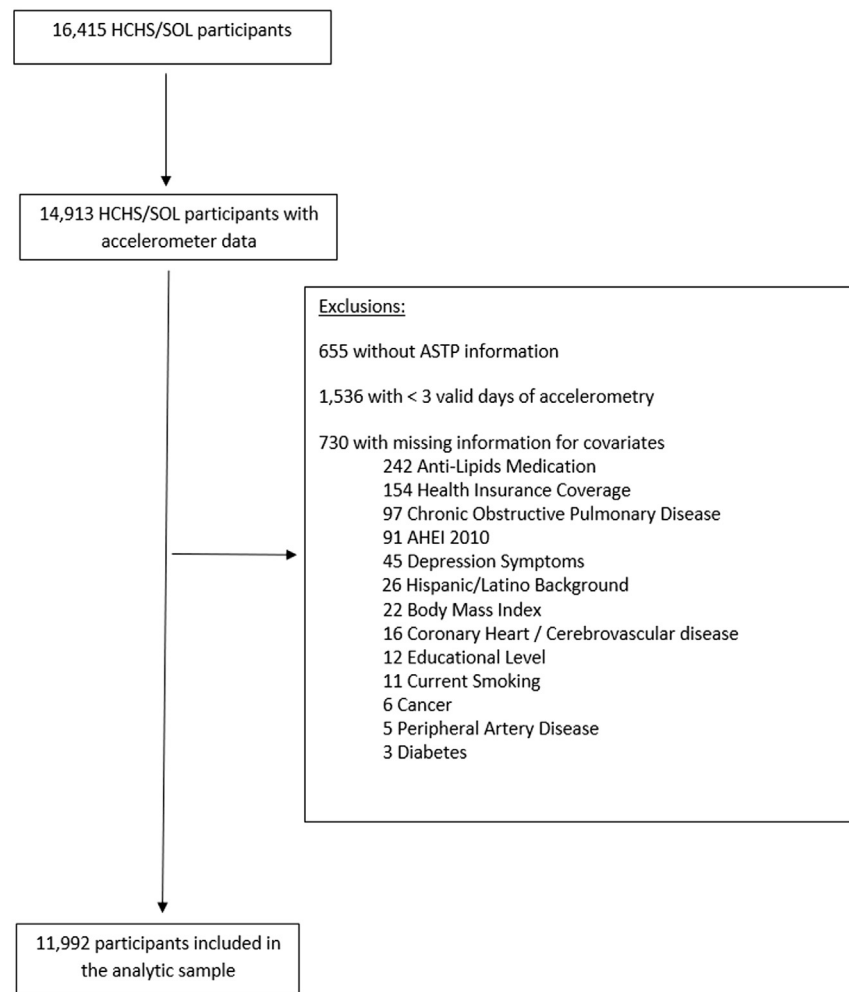 16,415 HCHS/SOL participants
14,913 HCHS/SOL participants with
accelerometer data
Exclusions:
655 without ASTP information
1,536 with < 3 valid days of accelerometry
730 with missing information for covariates
242 Anti-Lipids Medication
154 Health Insurance Coverage
97 Chronic Obstructive Pulmonary Disease
91 AHEI 2010
45 Depression Symptoms
26 Hispanic/Latino Background
22 Body Mass Index
16 Coronary Heart / Cerebrovascular disease
12 Educational Level
11 Current Smoking
6 Cancer
5 Peripheral Artery Disease
3 Diabetes
11,992 participants included in
the analytic sample